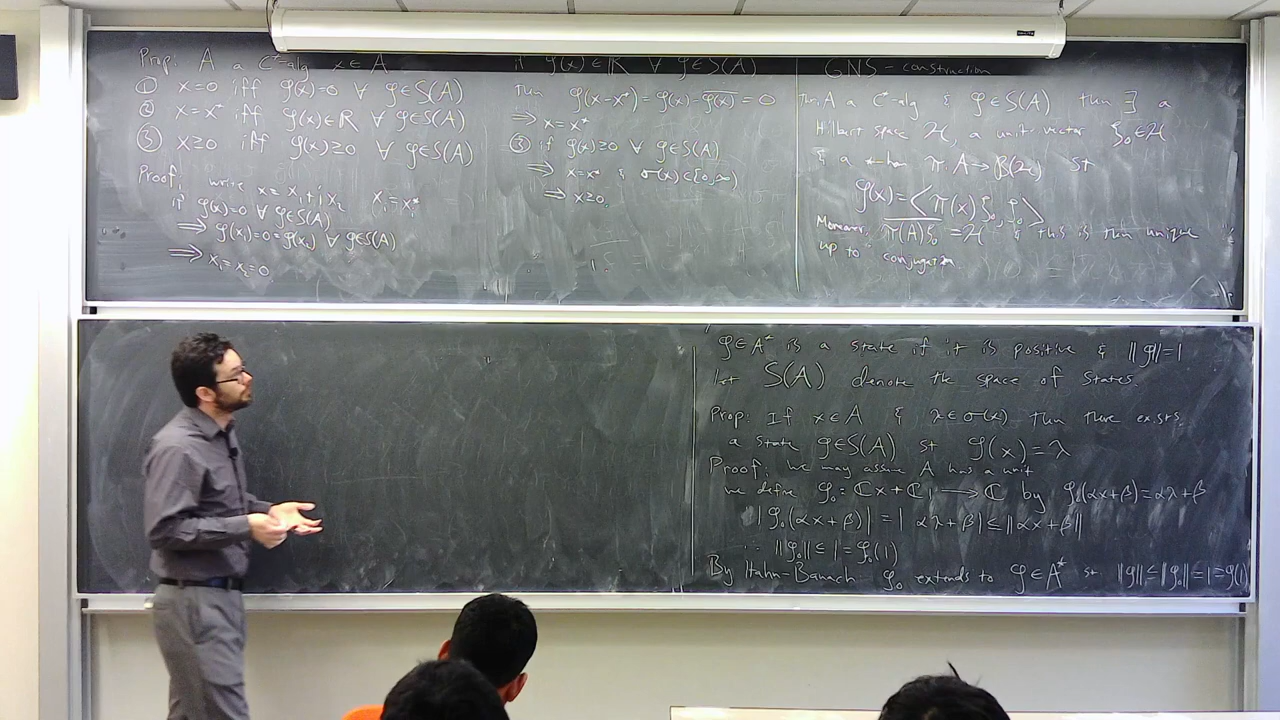 Prop: A a C*-alg x∈A
① x=0 iff φ(x)=0 ∀ φ∈S(A)
② x=x* iff φ(x)∈ℝ ∀ φ∈S(A)
③ x≥0 iff φ(x)≥0 ∀ φ∈S(A)
Proof: write x=x₁+ix₂ x₁=x₁*
if φ(x)=0 ∀ φ∈S(A)
⇒ φ(x₁)=0=φ(x₂) ∀ φ∈S(A)
⇒ x₁=x₂=0
if φ(x)∈ℝ ∀ φ∈S(A)
then φ(x-x*)=φ(x)-\overline{φ(x)}=0
⇒ x=x*
③ if φ(x)≥0 ∀ φ∈S(A)
⇒ x=x* & σ(x)⊂[0,∞)
⇒ x≥0.
GNS-construction
Thm: A a C*-alg & φ∈S(A) then ∃ a
Hilbert space ℋ, a unit vector ξ₀∈ℋ
& a *-hom π: A→B(ℋ) st
φ(x)=⟨π(x)ξ₀, ξ₀⟩
Moreover, \overline{π(A)ξ₀}=ℋ & this is then unique
up to conjugation.
φ∈A* is a state if it is positive & ||φ||=1
let S(A) denote the space of states.
Prop: If x∈A & λ∈σ(x) then there exists
a state φ∈S(A) st φ(x)=λ
Proof: we may assume A has a unit
we define φ₀: ℂx+ℂ1→ℂ by φ₀(αx+β)=αλ+β
|φ₀(αx+β)|=|αλ+β|≤||αx+β||
∴ ||φ₀||≤1=φ₀(1)
By Hahn-Banach φ₀ extends to φ∈A* st ||φ||≤||φ₀||=1=φ(1)